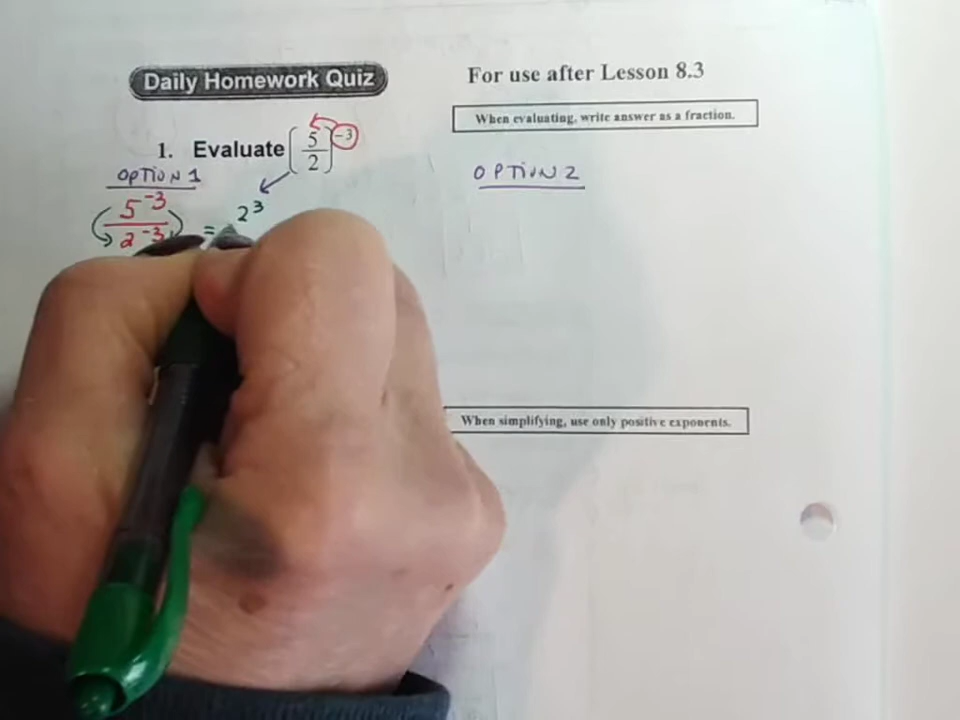 Daily Homework Quiz
For use after Lesson 8.3
When evaluating, write answer as a fraction.
1. Evaluate (5/2)^-3
OPTION 1
OPTION 2
5^-3 / 2^-3 = 2^3
When simplifying, use only positive exponents.